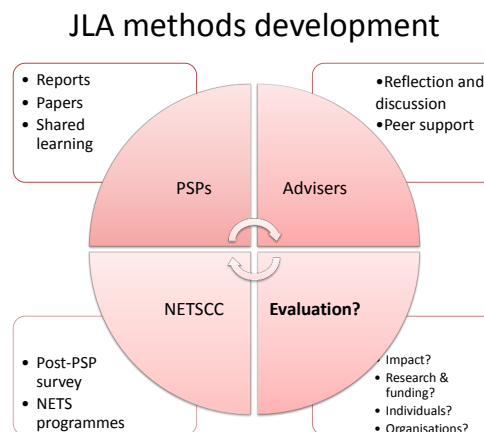 JLA methods development
• Reports
• Papers
• Shared
learning
•Reflection and
discussion
•Peer support
PSPs
Advisers
NETSCC
Evaluation?
• Post-PSP
survey
• NETS
programmes
• Impact?
• Research &
funding?
• Individuals?
• Organisations?